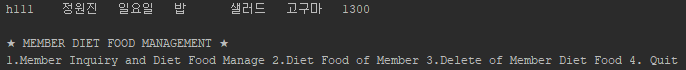 h111 정원진 일요일 밥 샐러드 고구마 1300
★ MEMBER DIET FOOD MANAGEMENT ★
1.Member Inquiry and Diet Food Manage 2.Diet Food of Member 3.Delete of Member Diet Food 4. Quit